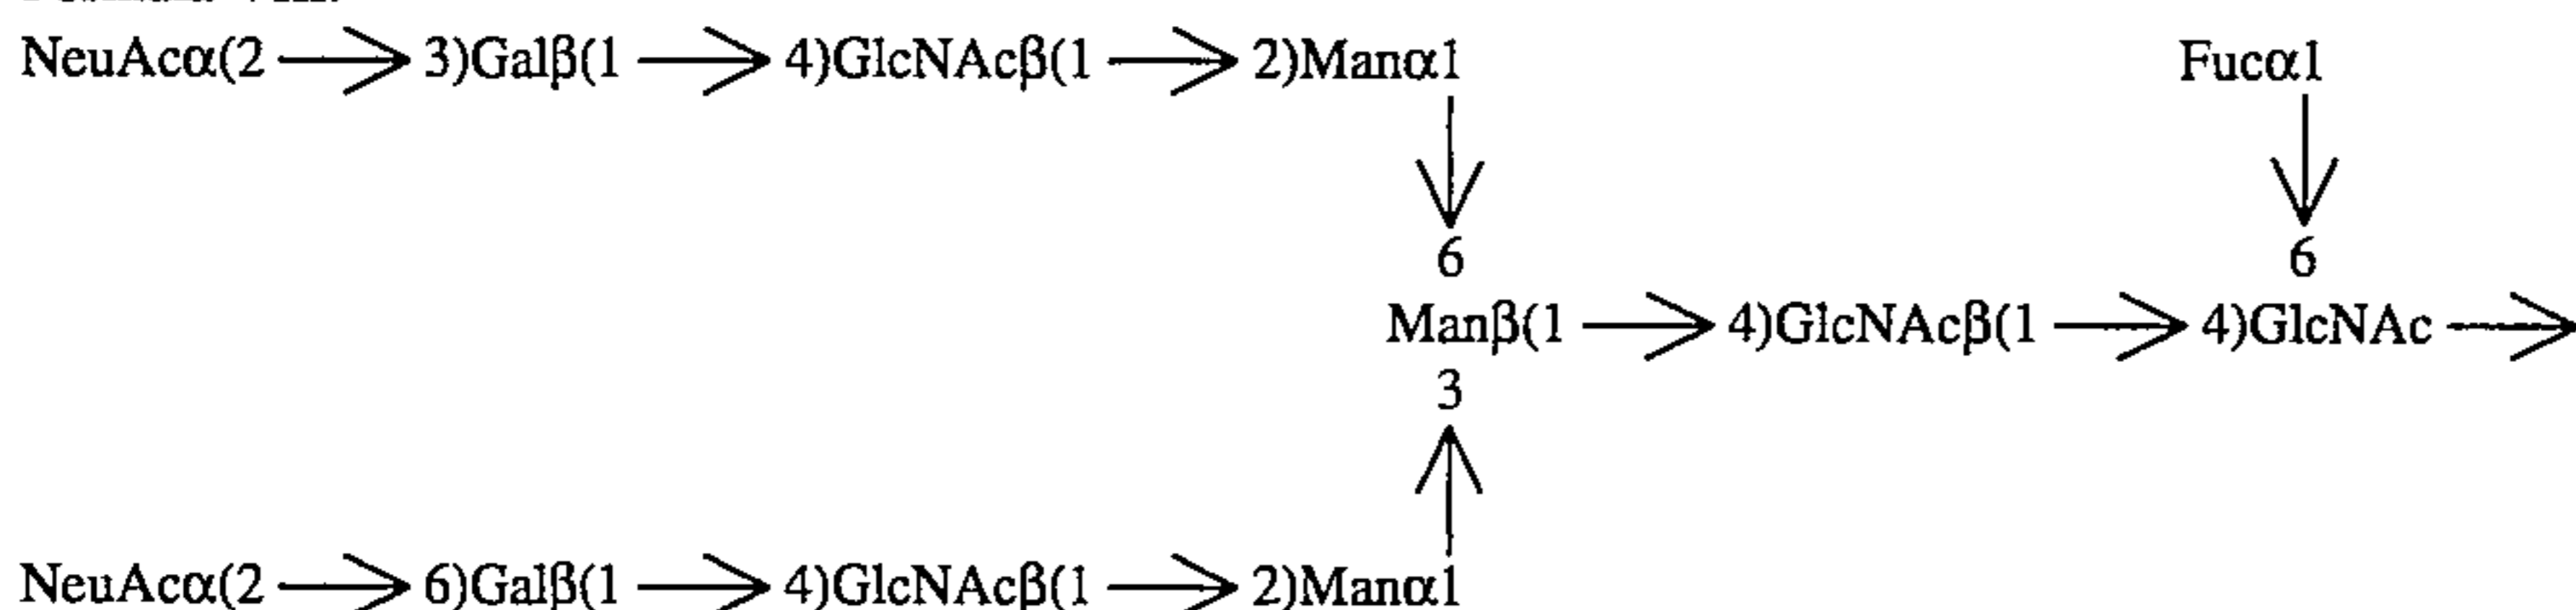 NeuAcα(2 → 3)Galβ(1 → 4)GlcNAcβ(1 → 2)Manα1 Fucα1
6 6
Manβ(1 → 4)GlcNAcβ(1 → 4)GlcNAc →
3
NeuAcα(2 → 6)Galβ(1 → 4)GlcNAcβ(1 → 2)Manα1